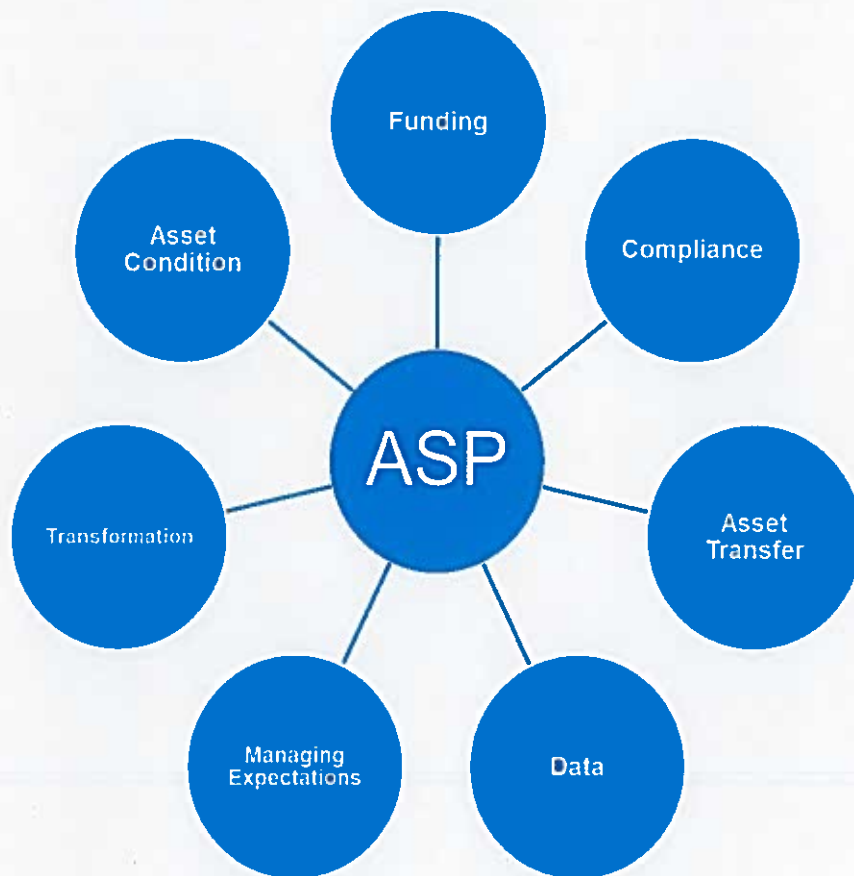 Funding
Compliance
Asset
Transfer
Data
Managing
Expectations
Transformation
Asset
Condition
ASP